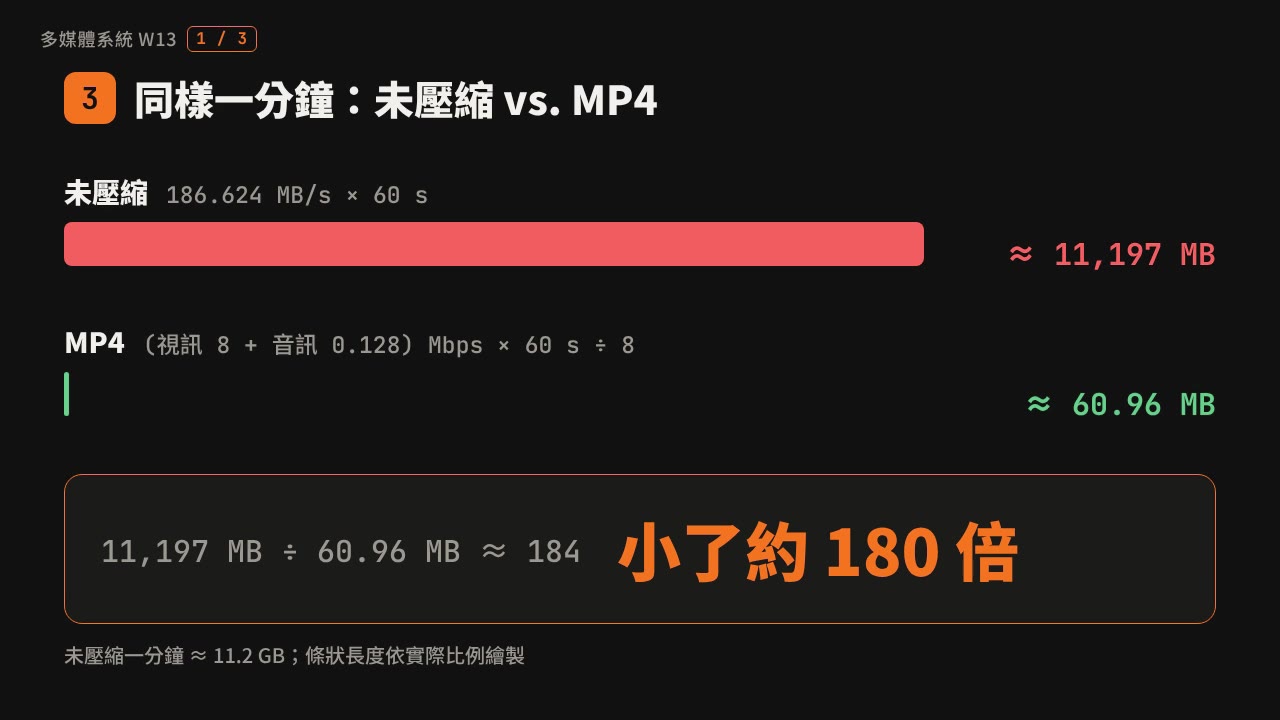 多媒體系統 W13 1 / 3
3 同樣一分鐘：未壓縮 vs. MP4
未壓縮 186.624 MB/s × 60 s
≈ 11,197 MB
MP4 (視訊 8 + 音訊 0.128) Mbps × 60 s ÷ 8
≈ 60.96 MB
11,197 MB ÷ 60.96 MB ≈ 184 小了約 180 倍
未壓縮一分鐘 ≈ 11.2 GB；條狀長度依實際比例繪製